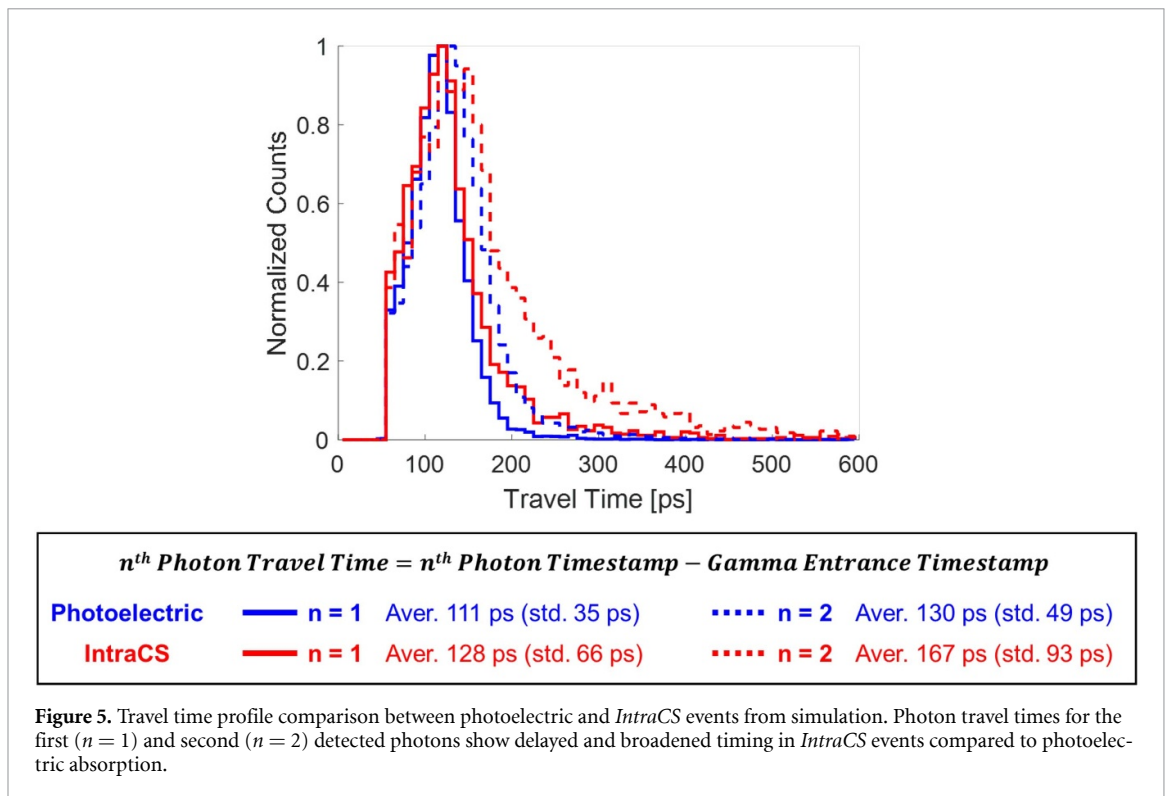 1
0.8
0.6
0.4
0.2
0
Normalized Counts
0 100 200 300 400 500 600
Travel Time [ps]
nᵗʰ Photon Travel Time = nᵗʰ Photon Timestamp − Gamma Entrance Timestamp
Photoelectric n = 1 Aver. 111 ps (std. 35 ps) n = 2 Aver. 130 ps (std. 49 ps)
IntraCS n = 1 Aver. 128 ps (std. 66 ps) n = 2 Aver. 167 ps (std. 93 ps)
Figure 5. Travel time profile comparison between photoelectric and IntraCS events from simulation. Photon travel times for the
first (n = 1) and second (n = 2) detected photons show delayed and broadened timing in IntraCS events compared to photoelec-
tric absorption.